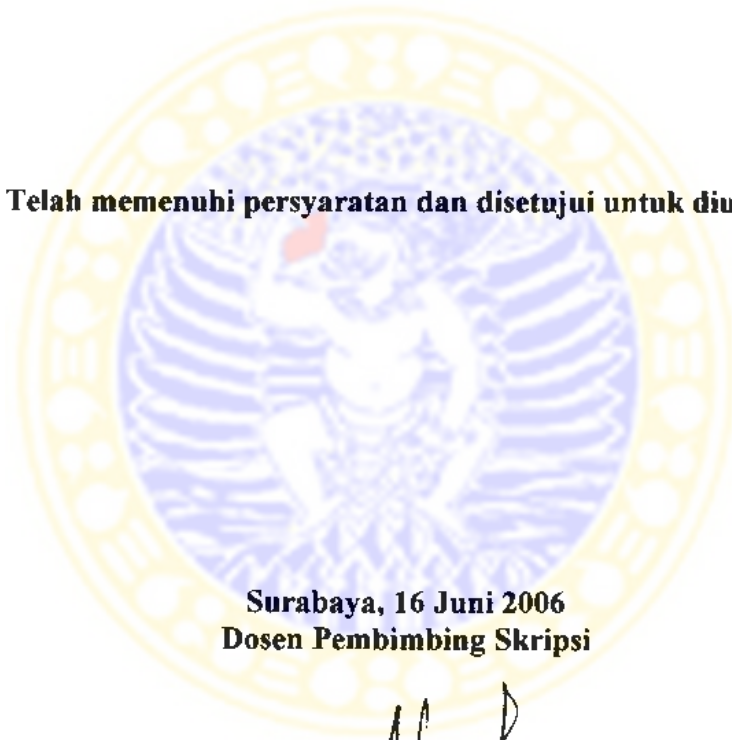 Telah memenuhi persyaratan dan disetujui untuk diu
Surabaya, 16 Juni 2006
Dosen Pembimbing Skripsi